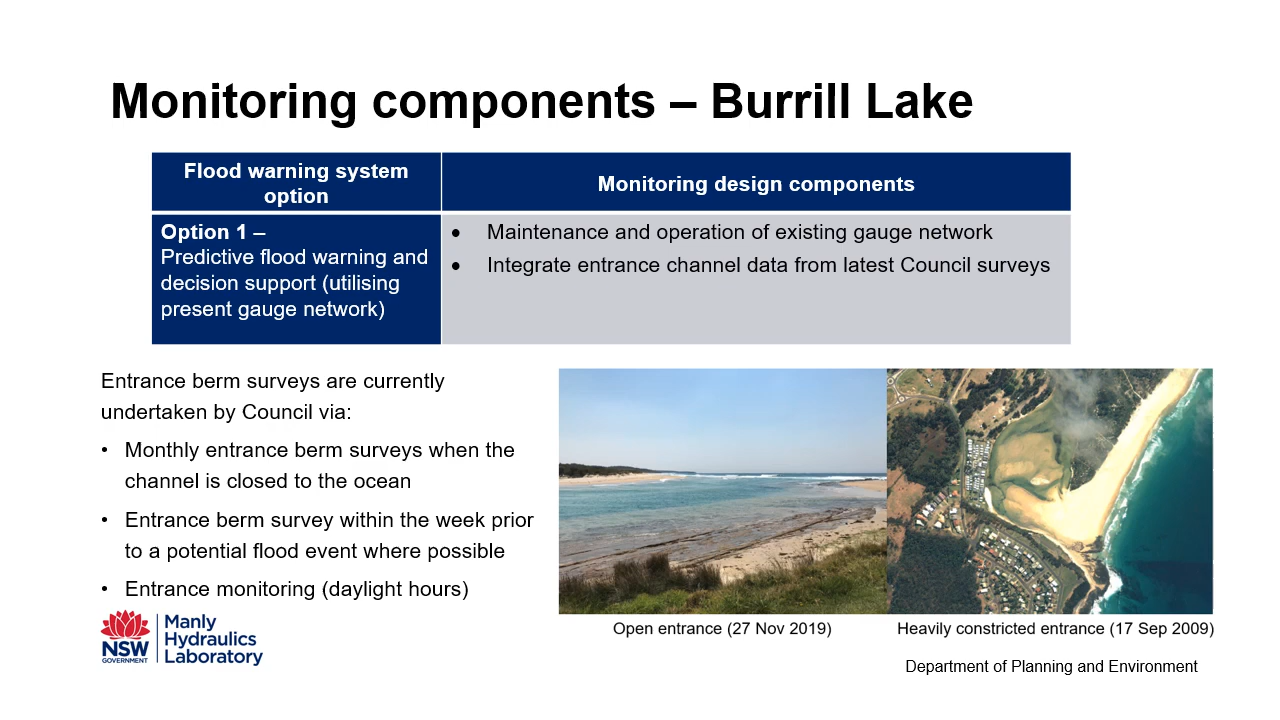 Monitoring components – Burrill Lake
Flood warning system
option
Monitoring design components
Option 1 –
Predictive flood warning and
decision support (utilising
present gauge network)
• Maintenance and operation of existing gauge network
• Integrate entrance channel data from latest Council surveys
Entrance berm surveys are currently
undertaken by Council via:
• Monthly entrance berm surveys when the
channel is closed to the ocean
• Entrance berm survey within the week prior
to a potential flood event where possible
• Entrance monitoring (daylight hours)
Open entrance (27 Nov 2019)
Heavily constricted entrance (17 Sep 2009)
NSW
GOVERNMENT
Manly
Hydraulics
Laboratory
Department of Planning and Environment